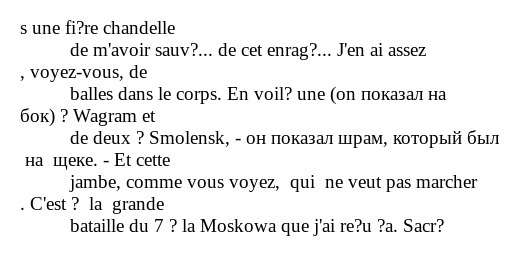 s une fi?re chandelle
de m'avoir sauv?... de cet enrag?... J'en ai assez
, voyez-vous, de
balles dans le corps. En voil? une (on показал на
бок) ? Wagram et
de deux ? Smolensk, - он показал шрам, который был
на щеке. - Et cette
jambe, comme vous voyez, qui ne veut pas marcher
. C'est ? la grande
bataille du 7 ? la Moskowa que j'ai re?u ?a. Sacr?